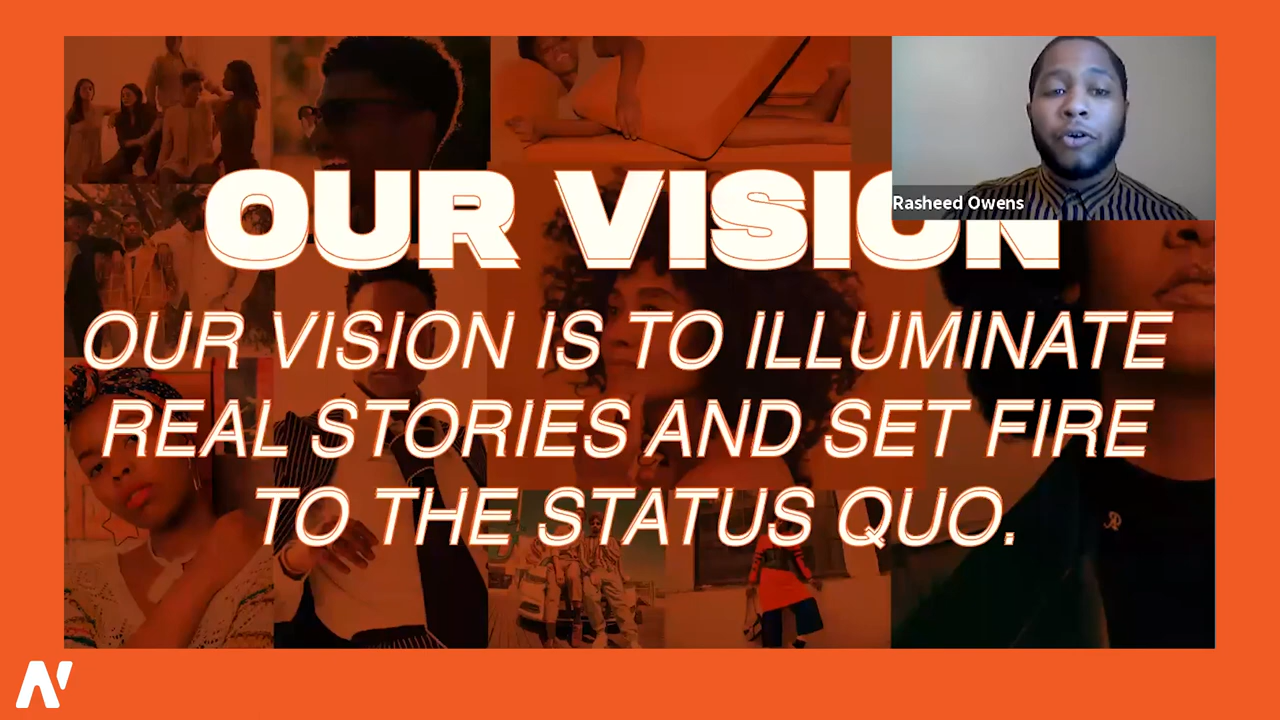 OUR VISION
Rasheed Owens
OUR VISION IS TO ILLUMINATE
REAL STORIES AND SET FIRE
TO THE STATUS QUO.